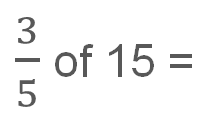 3/5 of 15 =